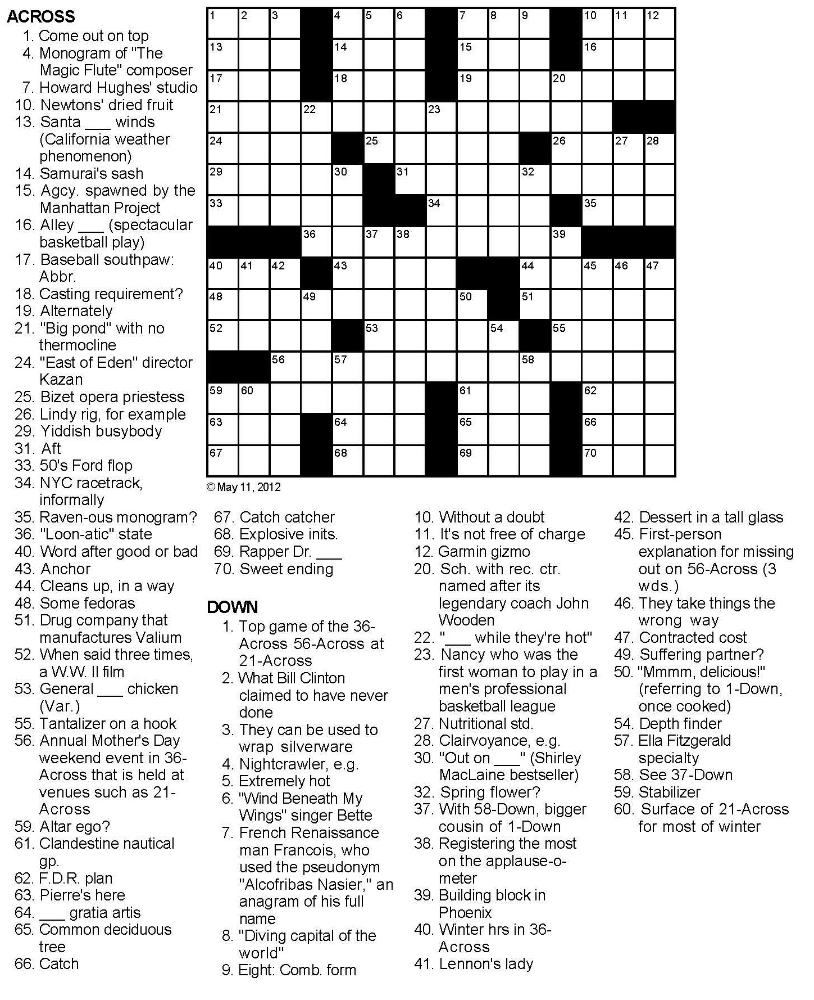 ACROSS
1. Come out on top
4. Monogram of "The
Magic Flute" composer
7. Howard Hughes' studio
10. Newtons' dried fruit
13. Santa ___ winds
(California weather
phenomenon)
14. Samurai's sash
15. Agcy. spawned by the
Manhattan Project
16. Alley ___ (spectacular
basketball play)
17. Baseball southpaw:
Abbr.
18. Casting requirement?
19. Alternately
21. "Big pond" with no
thermocline
24. "East of Eden" director
Kazan
25. Bizet opera priestess
26. Lindy rig, for example
29. Yiddish busybody
31. Aft
33. 50's Ford flop
34. NYC racetrack,
informally
35. Raven-ous monogram?
36. "Loon-atic" state
40. Word after good or bad
43. Anchor
44. Cleans up, in a way
48. Some fedoras
51. Drug company that
manufactures Valium
52. When said three times,
a W.W. II film
53. General ___ chicken
(Var.)
55. Tantalizer on a hook
56. Annual Mother's Day
weekend event in 36-
Across that is held at
venues such as 21-
Across
59. Altar ego?
61. Clandestine nautical
gp.
62. F.D.R. plan
63. Pierre's here
64. ___ gratia artis
65. Common deciduous
tree
66. Catch
1 2 3 4 5 6 7 8 9 10 11 12
13 14 15 16
17 18 19 20
21 22 23
24 25 26 27 28
29 30 31 32
33 34 35
36 37 38 39
40 41 42 43 44 45 46 47
48 49 50 51
52 53 54 55
56 57 58
59 60 61 62
63 64 65 66
67 68 69 70
© May 11, 2012
67. Catch catcher
68. Explosive inits.
69. Rapper Dr. ___
70. Sweet ending
DOWN
1. Top game of the 36-
Across 56-Across at
21-Across
2. What Bill Clinton
claimed to have never
done
3. They can be used to
wrap silverware
4. Nightcrawler, e.g.
5. Extremely hot
6. "Wind Beneath My
Wings" singer Bette
7. French Renaissance
man Francois, who
used the pseudonym
"Alcofribas Nasier," an
anagram of his full
name
8. "Diving capital of the
world"
9. Eight: Comb. form
10. Without a doubt
11. It's not free of charge
12. Garmin gizmo
20. Sch. with rec. ctr.
named after its
legendary coach John
Wooden
22. "___ while they're hot"
23. Nancy who was the
first woman to play in a
men's professional
basketball league
27. Nutritional std.
28. Clairvoyance, e.g.
30. "Out on ___" (Shirley
MacLaine bestseller)
32. Spring flower?
37. With 58-Down, bigger
cousin of 1-Down
38. Registering the most
on the applause-o-
meter
39. Building block in
Phoenix
40. Winter hrs in 36-
Across
41. Lennon's lady
42. Dessert in a tall glass
45. First-person
explanation for missing
out on 56-Across (3
wds.)
46. They take things the
wrong way
47. Contracted cost
49. Suffering partner?
50. "Mmmm, delicious!"
(referring to 1-Down,
once cooked)
54. Depth finder
57. Ella Fitzgerald
specialty
58. See 37-Down
59. Stabilizer
60. Surface of 21-Across
for most of winter